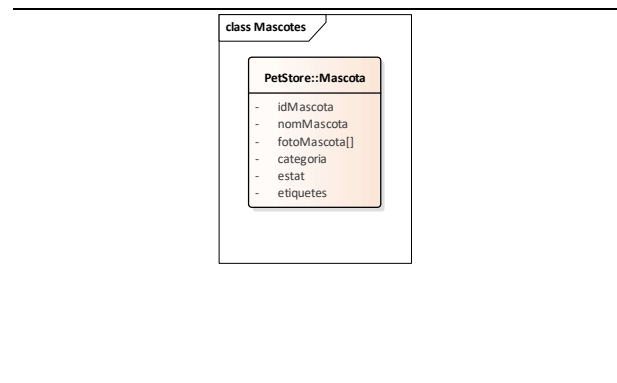 class Mascotes
PetStore::Mascota
- idMascota
- nomMascota
- fotoMascota[]
- categoria
- estat
- etiquetes